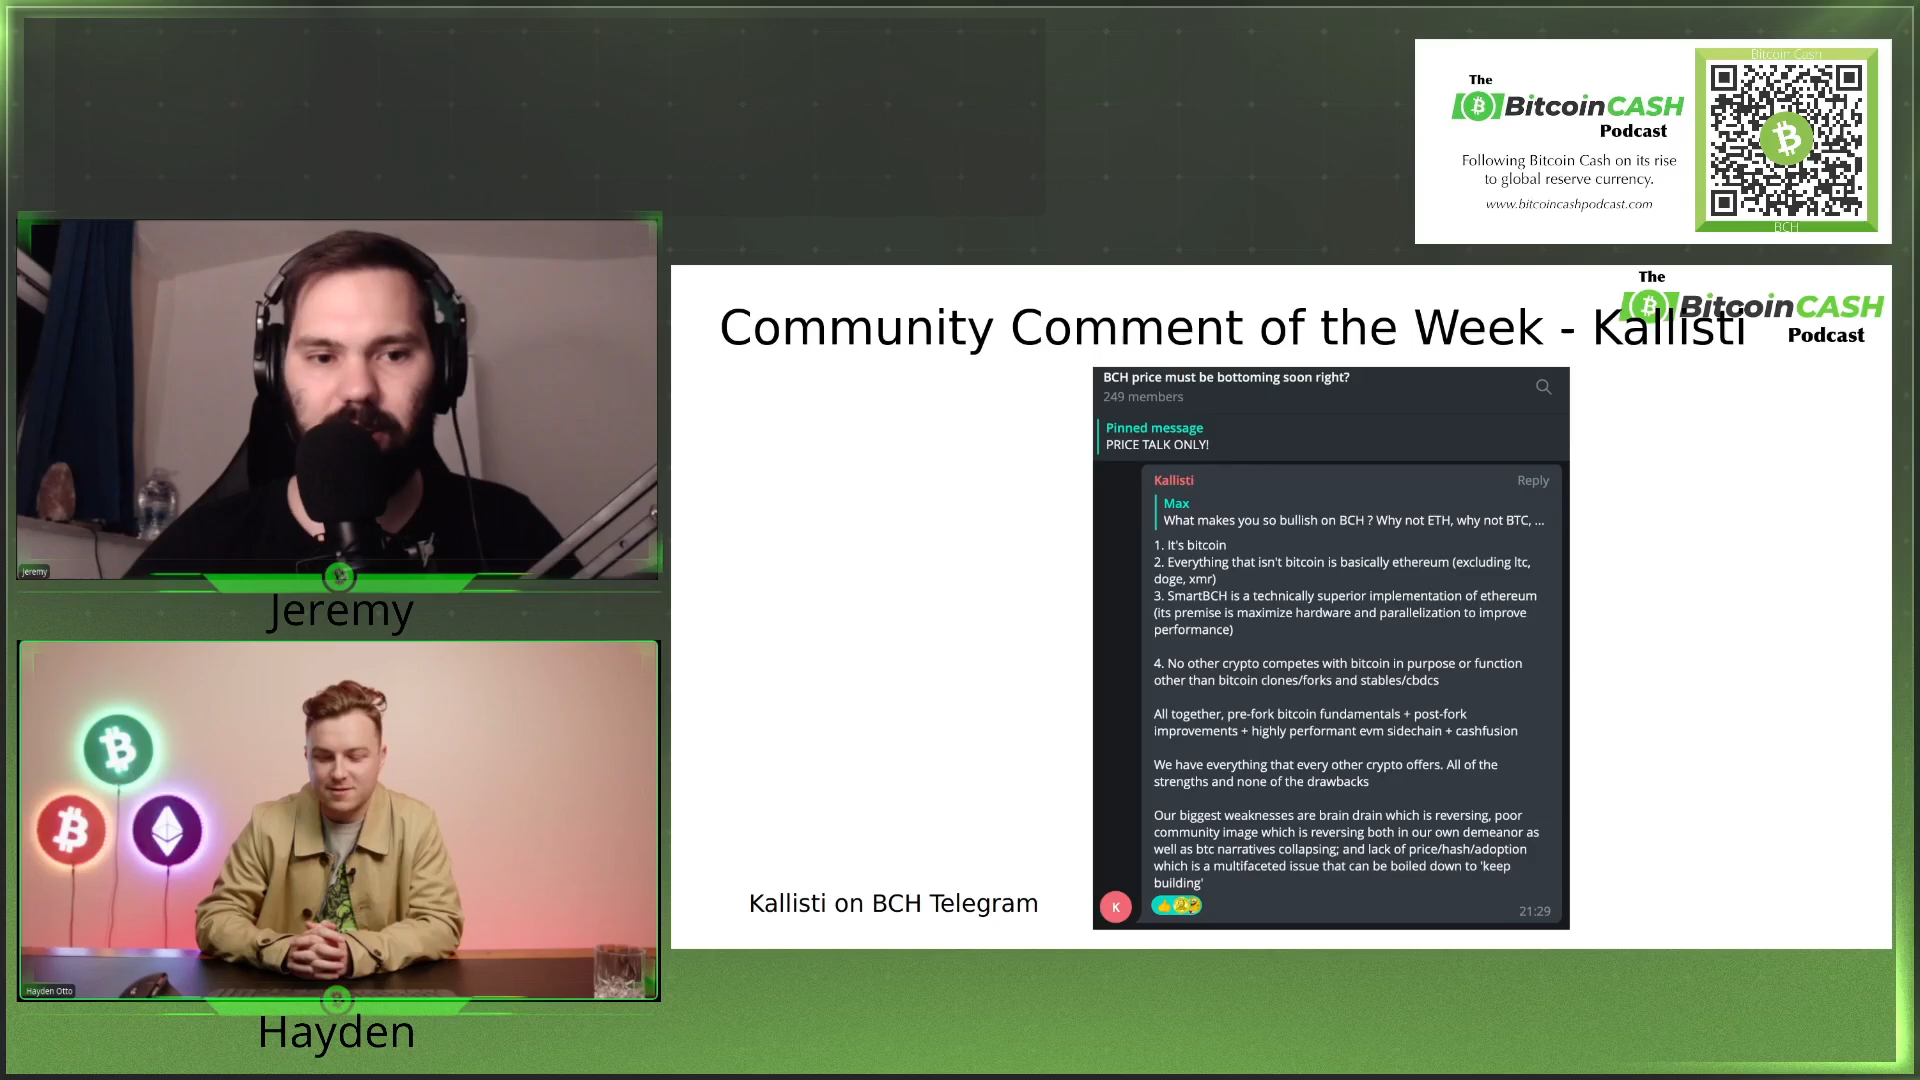 The
BitcoinCASH
Podcast
Following Bitcoin Cash on its rise
to global reserve currency.
www.bitcoincashpodcast.com
Bitcoin Cash
BCH
The
BitcoinCASH
Podcast
Community Comment of the Week - Kallisti
BCH price must be bottoming soon right?
249 members
Pinned message
PRICE TALK ONLY!
Kallisti
Reply
Max
What makes you so bullish on BCH ? Why not ETH, why not BTC, ...
1. It's bitcoin
2. Everything that isn't bitcoin is basically ethereum (excluding ltc,
doge, xmr)
3. SmartBCH is a technically superior implementation of ethereum
(its premise is maximize hardware and parallelization to improve
performance)
4. No other crypto competes with bitcoin in purpose or function
other than bitcoin clones/forks and stables/cbdcs
All together, pre-fork bitcoin fundamentals + post-fork
improvements + highly performant evm sidechain + cashfusion
We have everything that every other crypto offers. All of the
strengths and none of the drawbacks
Our biggest weaknesses are brain drain which is reversing, poor
community image which is reversing both in our own demeanor as
well as btc narratives collapsing; and lack of price/hash/adoption
which is a multifaceted issue that can be boiled down to 'keep
building'
K
21:29
Kallisti on BCH Telegram
Jeremy
Jeremy
Hayden Otto
Hayden